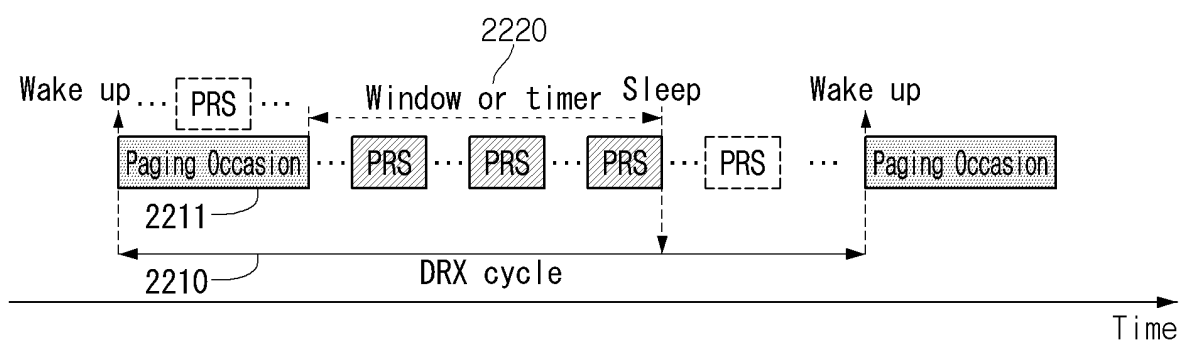 2220
Wake up ··· PRS ··· Window or timer Sleep Wake up
Paging Occasion ··· PRS ··· PRS ··· PRS ··· PRS ··· Paging Occasion
2211
2210 DRX cycle
Time